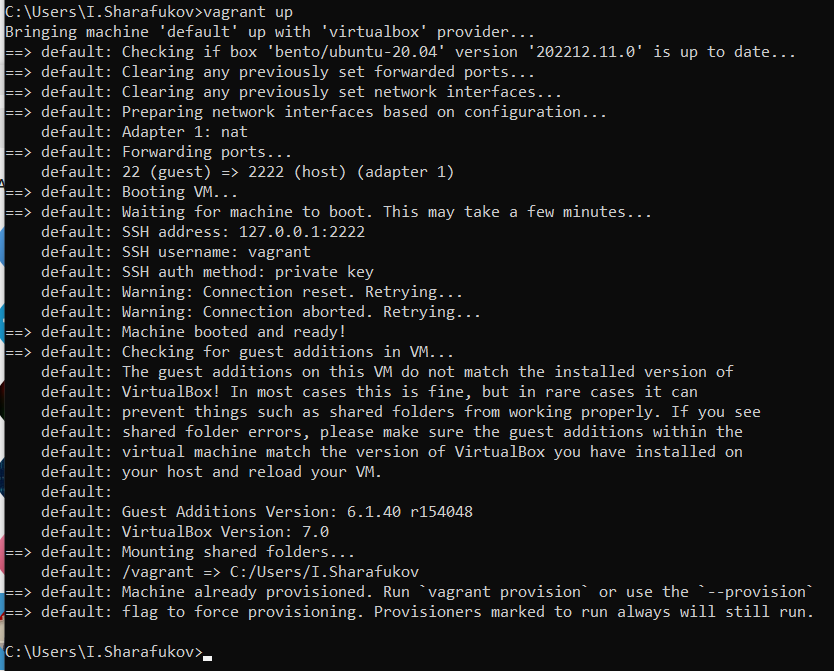 C:\Users\I.Sharafukov>vagrant up
Bringing machine 'default' up with 'virtualbox' provider...
==> default: Checking if box 'bento/ubuntu-20.04' version '202212.11.0' is up to date...
==> default: Clearing any previously set forwarded ports...
==> default: Clearing any previously set network interfaces...
==> default: Preparing network interfaces based on configuration...
    default: Adapter 1: nat
==> default: Forwarding ports...
    default: 22 (guest) => 2222 (host) (adapter 1)
==> default: Booting VM...
==> default: Waiting for machine to boot. This may take a few minutes...
    default: SSH address: 127.0.0.1:2222
    default: SSH username: vagrant
    default: SSH auth method: private key
    default: Warning: Connection reset. Retrying...
    default: Warning: Connection aborted. Retrying...
==> default: Machine booted and ready!
==> default: Checking for guest additions in VM...
    default: The guest additions on this VM do not match the installed version of
    default: VirtualBox! In most cases this is fine, but in rare cases it can
    default: prevent things such as shared folders from working properly. If you see
    default: shared folder errors, please make sure the guest additions within the
    default: virtual machine match the version of VirtualBox you have installed on
    default: your host and reload your VM.
    default:
    default: Guest Additions Version: 6.1.40 r154048
    default: VirtualBox Version: 7.0
==> default: Mounting shared folders...
    default: /vagrant => C:/Users/I.Sharafukov
==> default: Machine already provisioned. Run `vagrant provision` or use the `--provision`
==> default: flag to force provisioning. Provisioners marked to run always will still run.
C:\Users\I.Sharafukov>